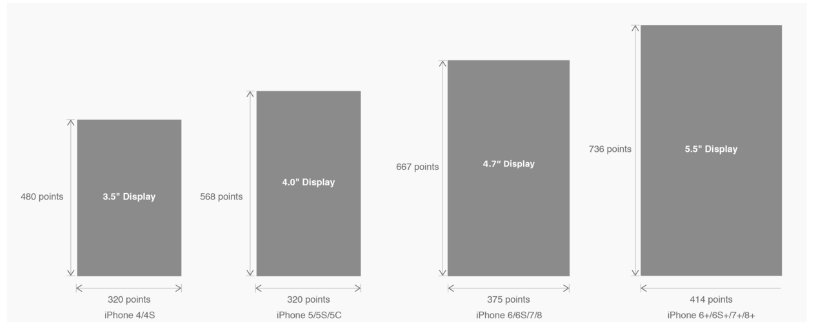 480 points
3.5" Display
320 points
iPhone 4/4S
568 points
4.0" Display
320 points
iPhone 5/5S/5C
667 points
4.7" Display
375 points
iPhone 6/6S/7/8
736 points
5.5" Display
414 points
iPhone 6+/6S+/7+/8+